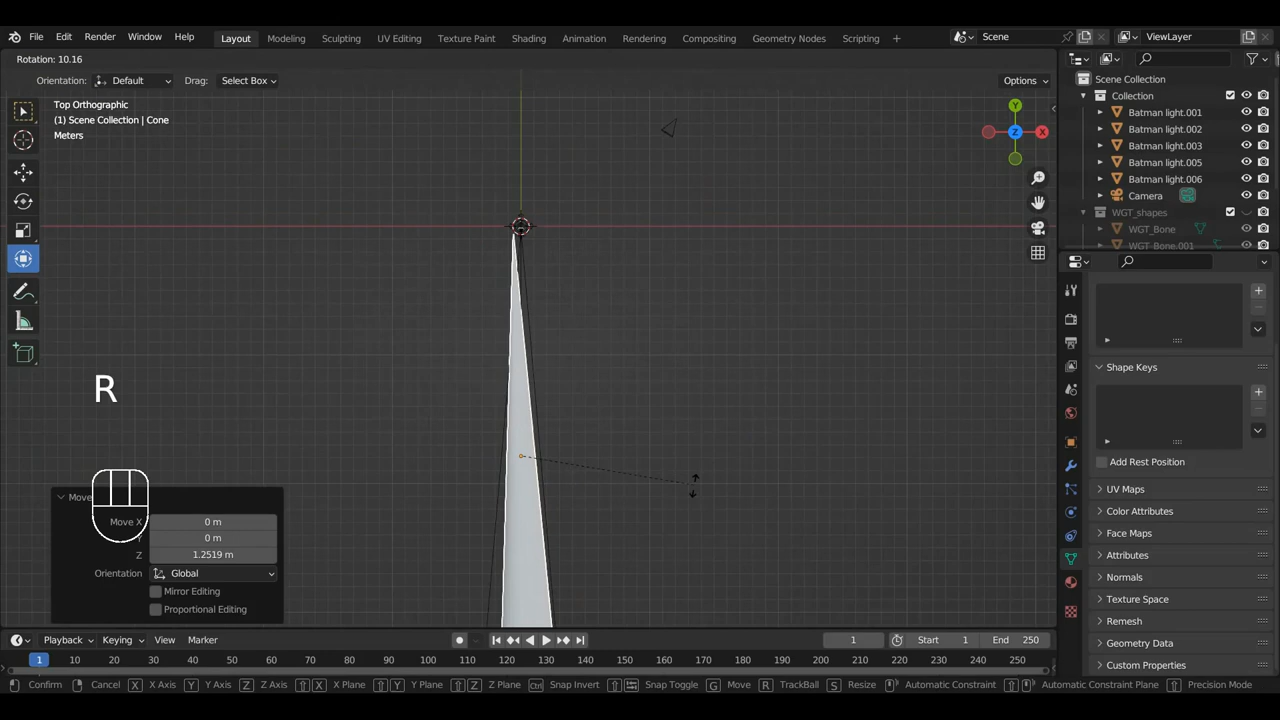 File Edit Render Window Help Layout Modeling Sculpting UV Editing Texture Paint Shading Animation Rendering Compositing Geometry Nodes Scripting + Scene ViewLayer
Rotation: 10.16
Orientation: Default Drag: Select Box Options
Scene Collection
Top Orthographic
(1) Scene Collection | Cone
Meters
Collection
Batman light.001
Batman light.002
Batman light.003
Batman light.005
Batman light.006
Camera
WGT_shapes
WGT_Bone
WGT_Bone.001
Y
Z
X
R
Shape Keys
Add Rest Position
UV Maps
Color Attributes
Face Maps
Attributes
Normals
Texture Space
Remesh
Geometry Data
Custom Properties
Move
Move X 0 m
Y 0 m
Z 1.2519 m
Orientation Global
Mirror Editing
Proportional Editing
Playback Keying View Marker 1 Start 1 End 250
1 10 20 30 40 50 60 70 80 90 100 110 120 130 140 150 160 170 180 190 200 210 220 230 240 250
Confirm Cancel X X Axis Y Y Axis Z Z Axis X X Plane Y Y Plane Z Z Plane Ctrl Snap Invert Snap Toggle G Move R TrackBall S Resize Automatic Constraint Automatic Constraint Plane Precision Mode